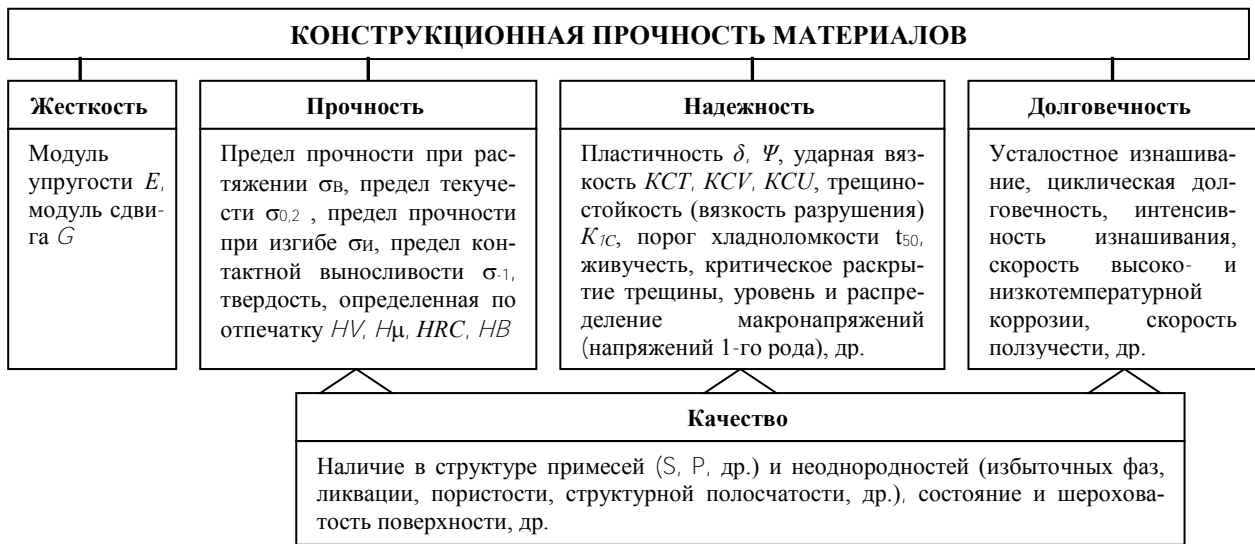 КОНСТРУКЦИОННАЯ ПРОЧНОСТЬ МАТЕРИАЛОВ
Жесткость
Модуль
упругости E,
модуль сдви-
га G
Прочность
Предел прочности при рас-
тяжении σВ, предел текуче-
сти σ0,2 , предел прочности
при изгибе σИ, предел кон-
тактной выносливости σ-1,
твердость, определенная по
отпечатку HV, Hμ, HRC, HB
Надежность
Пластичность δ, Ψ, ударная вяз-
кость KCT, KCV, KCU, трещино-
стойкость (вязкость разрушения)
K1C, порог хладноломкости t50,
живучесть, критическое раскры-
тие трещины, уровень и распре-
деление макронапряжений
(напряжений 1-го рода), др.
Долговечность
Усталостное изнашива-
ние, циклическая дол-
говечность, интенсив-
ность изнашивания,
скорость высоко- и
низкотемпературной
коррозии, скорость
ползучести, др.
Качество
Наличие в структуре примесей (S, P, др.) и неоднородностей (избыточных фаз,
ликвации, пористости, структурной полосчатости, др.), состояние и шерохова-
тость поверхности, др.